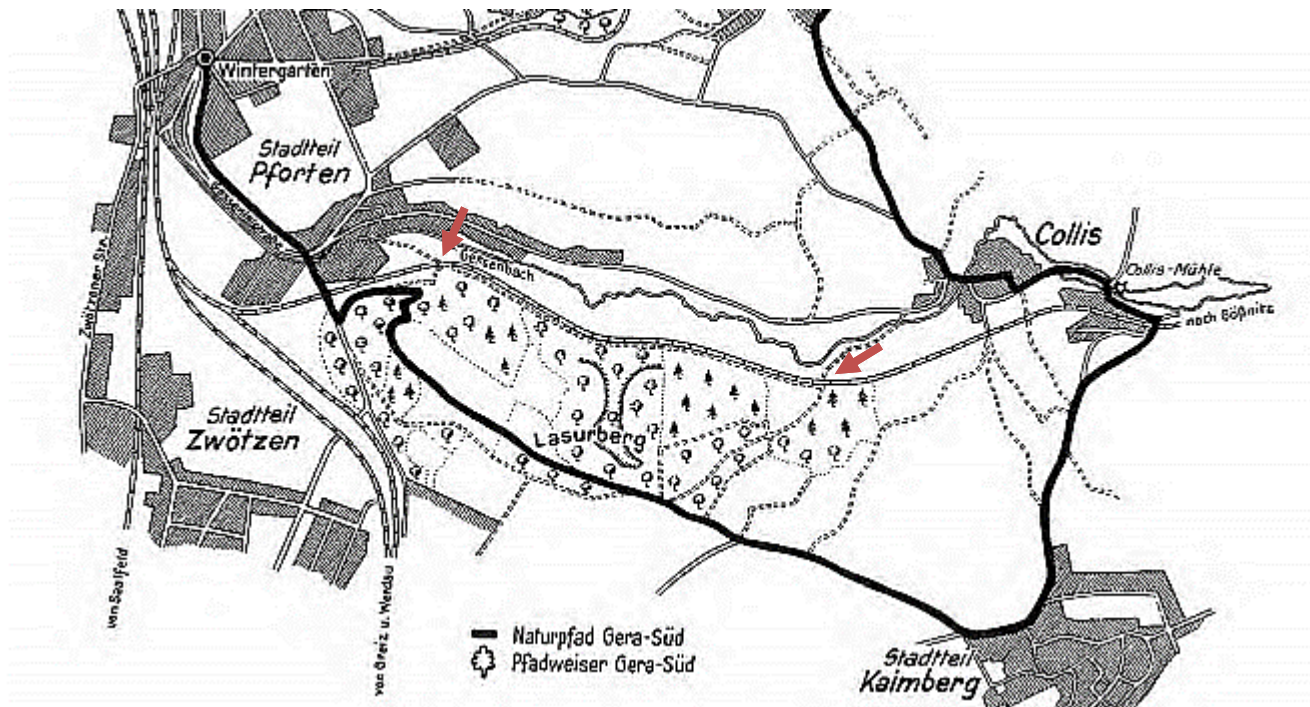 Wintergarten
Stadtteil
Pforten
Gessenbach
Collis
Collis-Mühle
nach Gößnitz
Zwötzener Str.
Stadtteil
Zwötzen
Lasurberg
von Saalfeld
von Greiz u. Werdau
Naturpfad Gera-Süd
Pfadweiser Gera-Süd
Stadtteil
Kaimberg